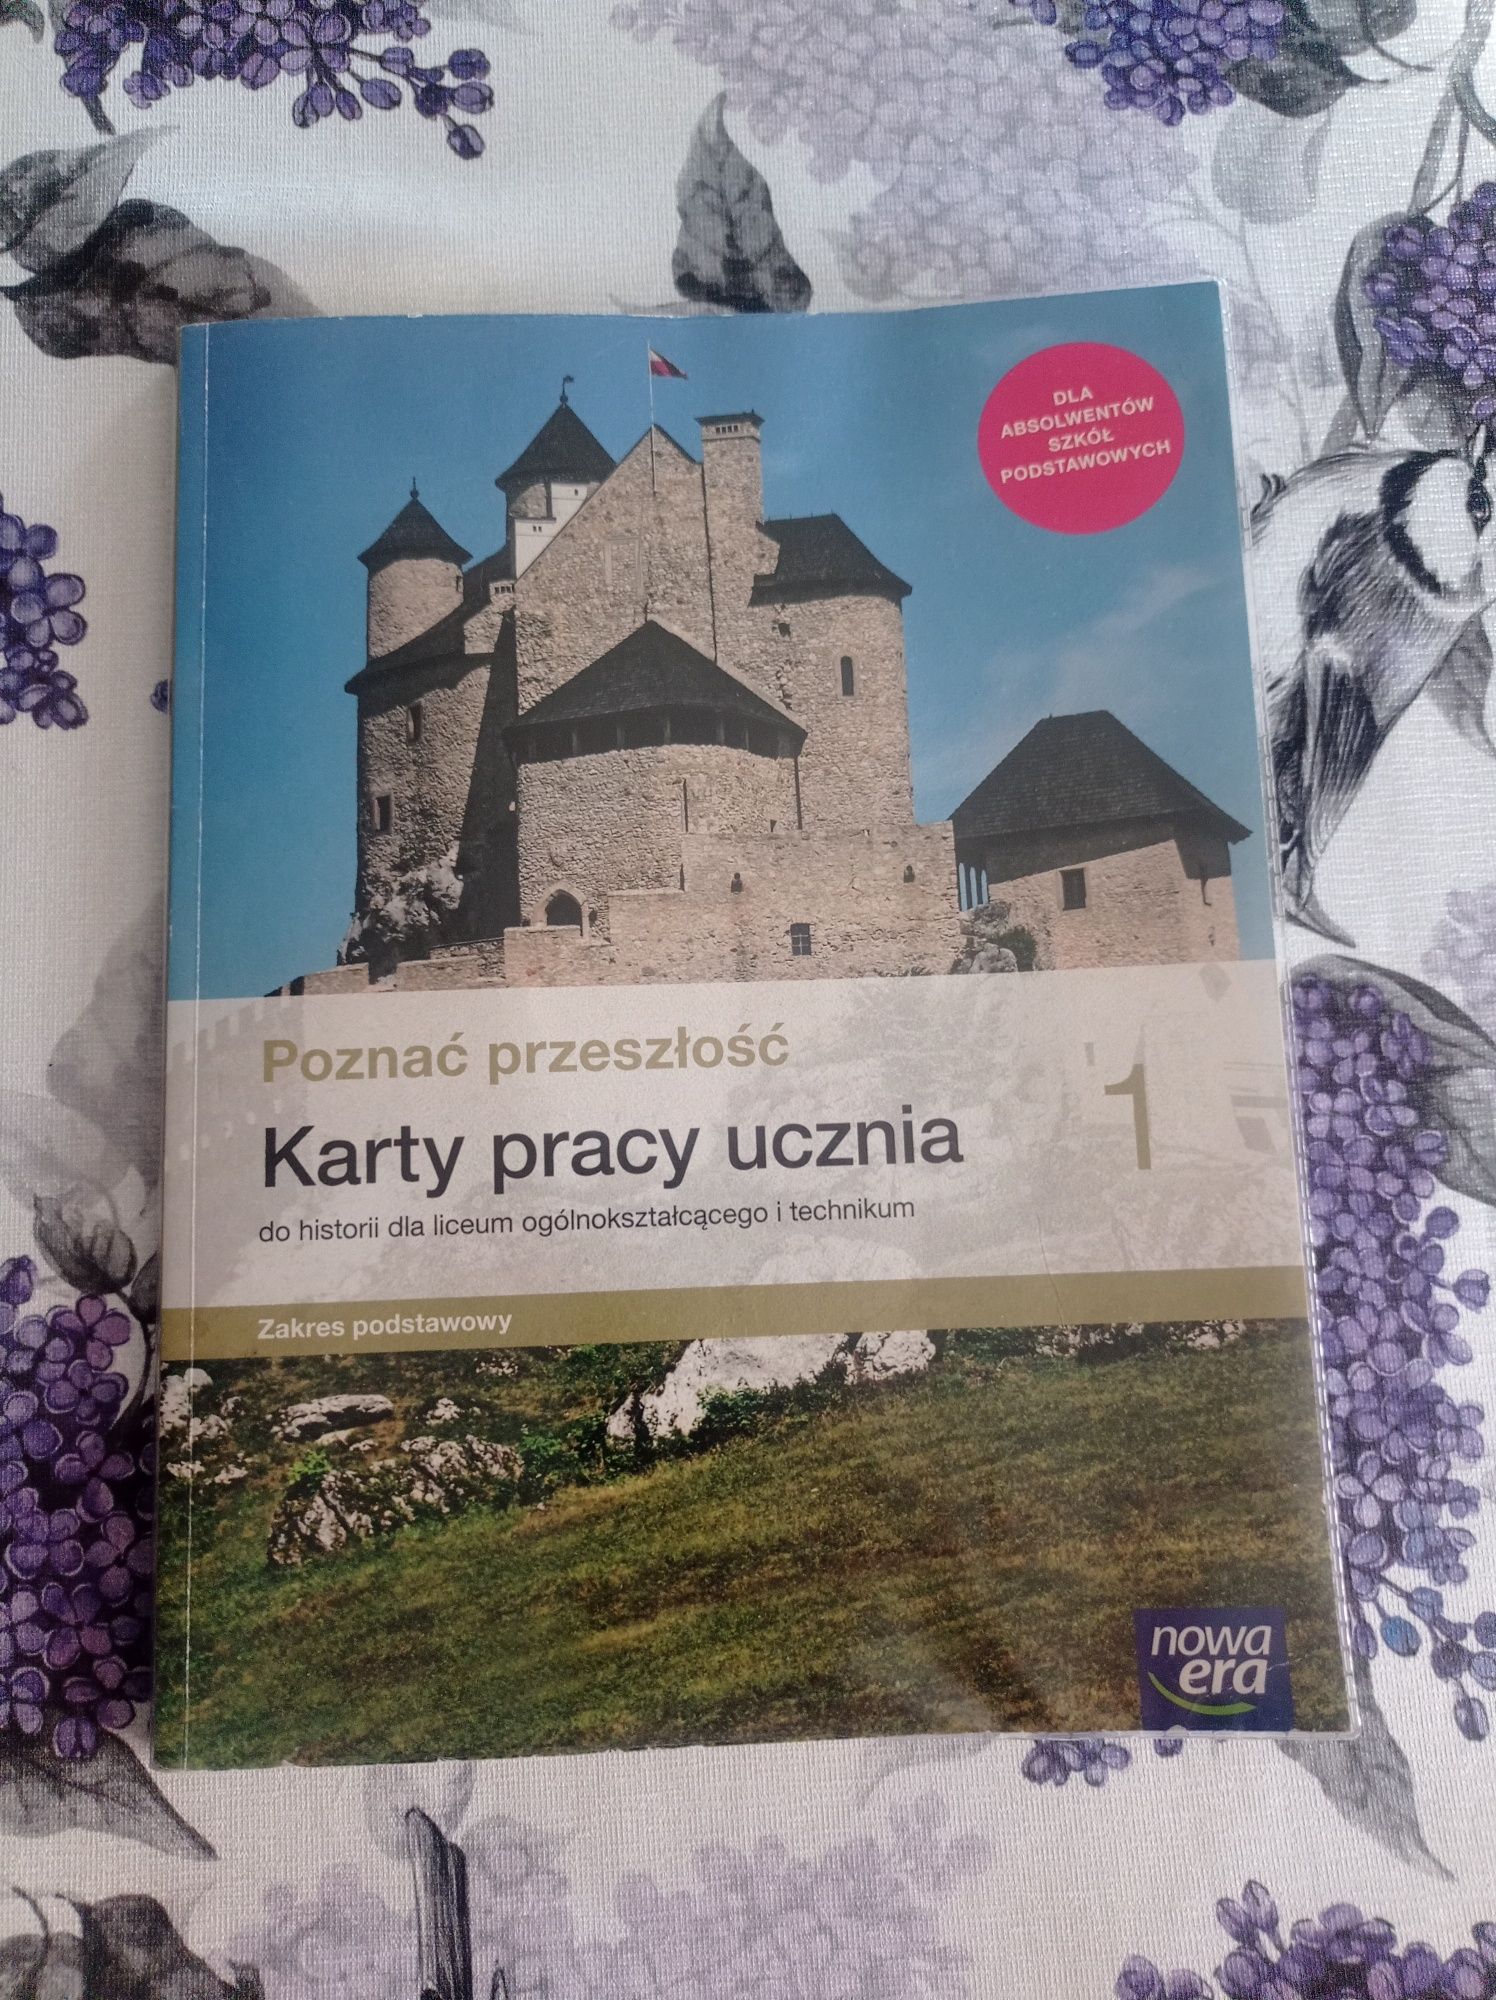 DLA
ABSOLWENTÓW
SZKÓŁ
PODSTAWOWYCH
Poznać przeszłość
Karty pracy ucznia
1
do historii dla liceum ogólnokształcącego i technikum
Zakres podstawowy
nowa
era